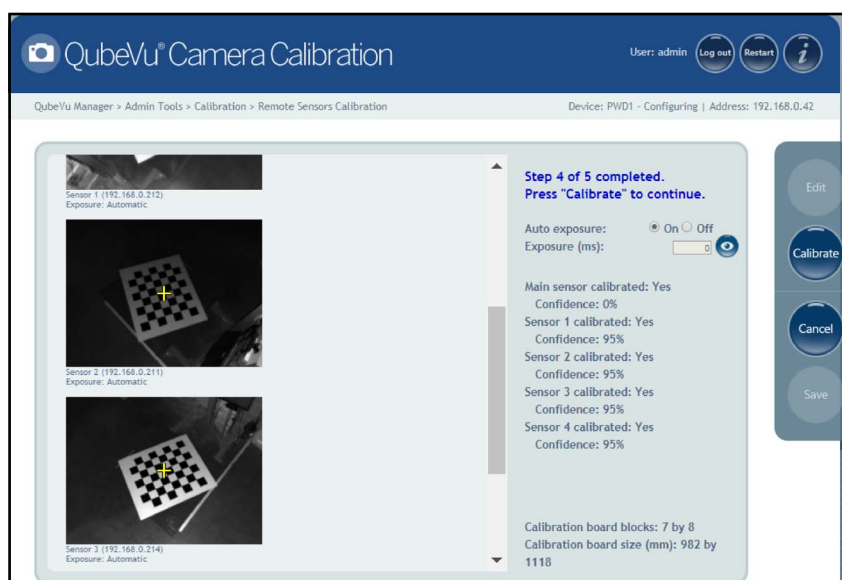 QubeVu® Camera Calibration
User: admin
Log out
Restart
i
QubeVu Manager > Admin Tools > Calibration > Remote Sensors Calibration
Device: PWD1 - Configuring | Address: 192.168.0.42
Sensor 1 (192.168.0.212)
Exposure: Automatic
Sensor 2 (192.168.0.211)
Exposure: Automatic
Sensor 3 (192.168.0.214)
Exposure: Automatic
Step 4 of 5 completed.
Press "Calibrate" to continue.
Auto exposure: On Off
Exposure (ms): 0
Main sensor calibrated: Yes
Confidence: 0%
Sensor 1 calibrated: Yes
Confidence: 95%
Sensor 2 calibrated: Yes
Confidence: 95%
Sensor 3 calibrated: Yes
Confidence: 95%
Sensor 4 calibrated: Yes
Confidence: 95%
Calibration board blocks: 7 by 8
Calibration board size (mm): 982 by
1118
Edit
Calibrate
Cancel
Save